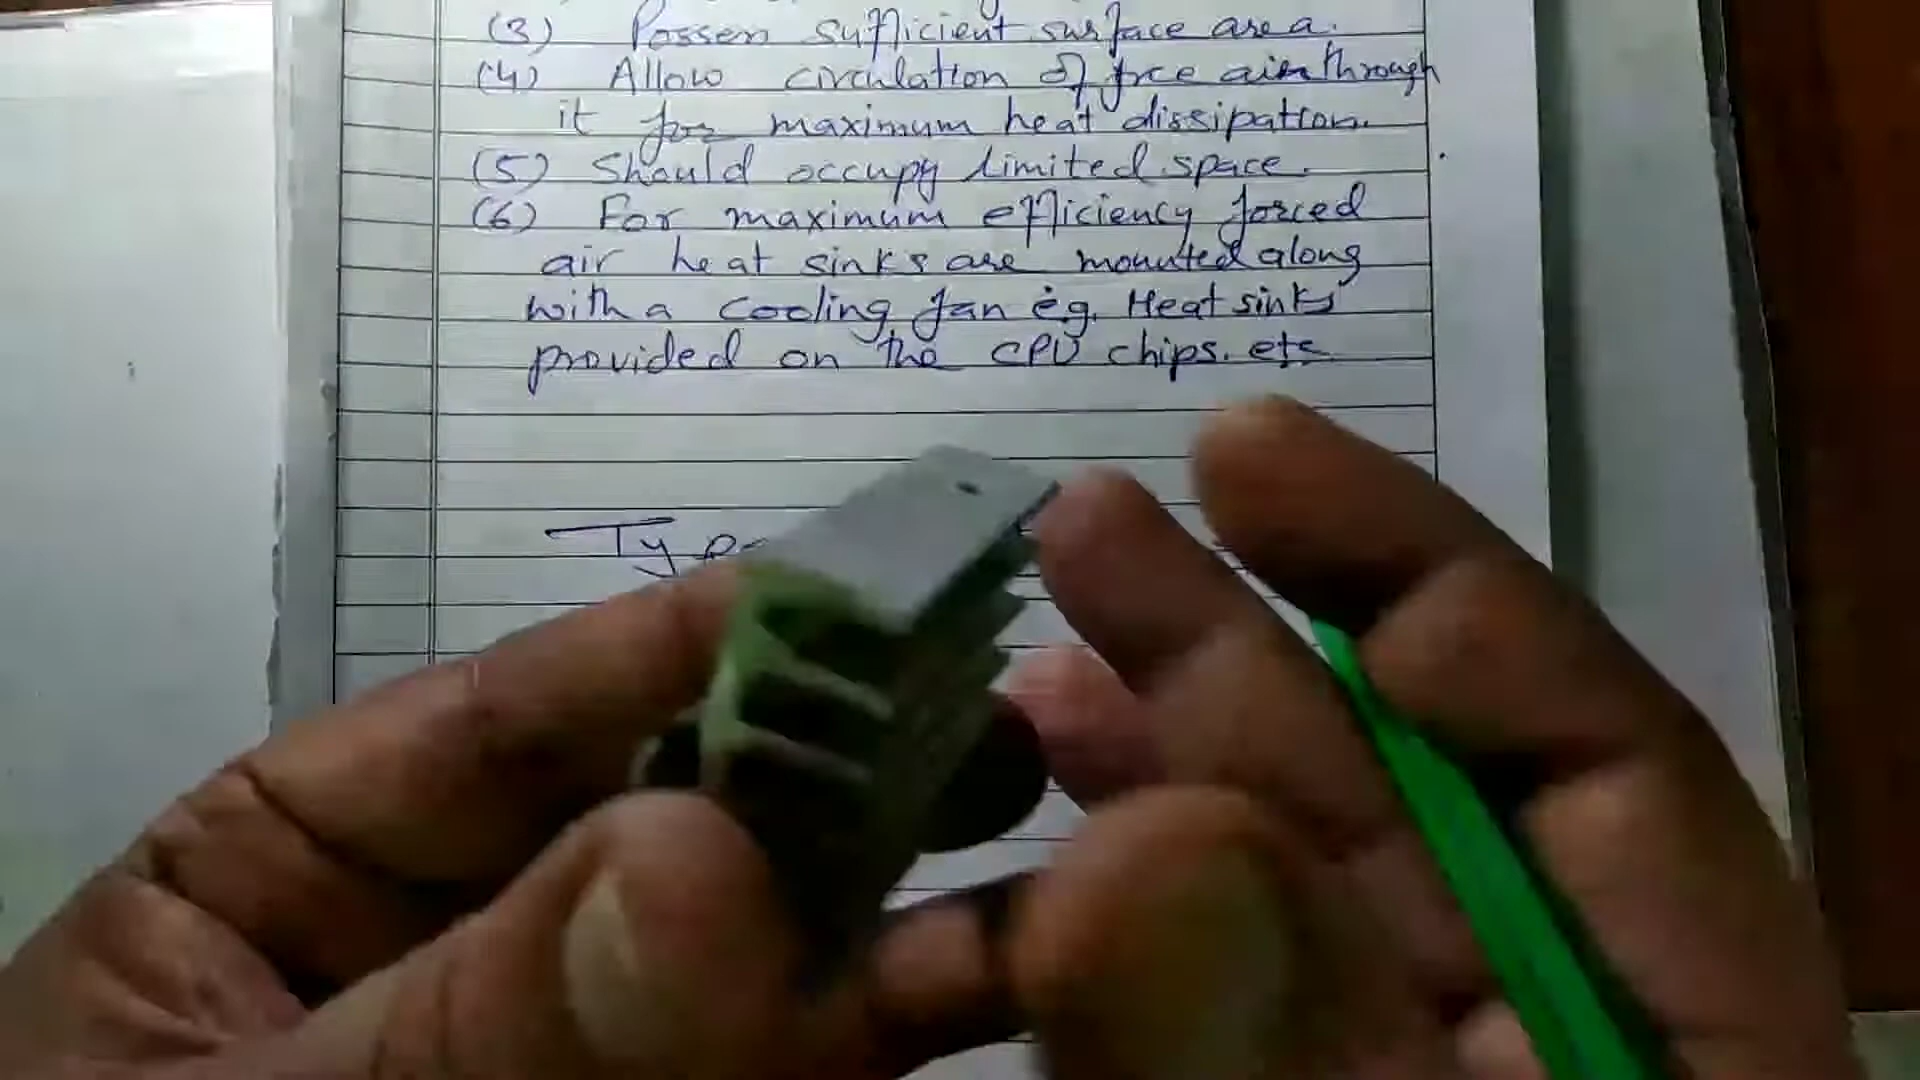 (3) Possess sufficient surface area.
(4) Allow circulation of free air through
it for maximum heat dissipation.
(5) Should occupy limited space.
(6) For maximum efficiency forced
air heat sinks are mounted along
with a cooling fan e.g. Heat sinks
provided on the CPU chips. etc